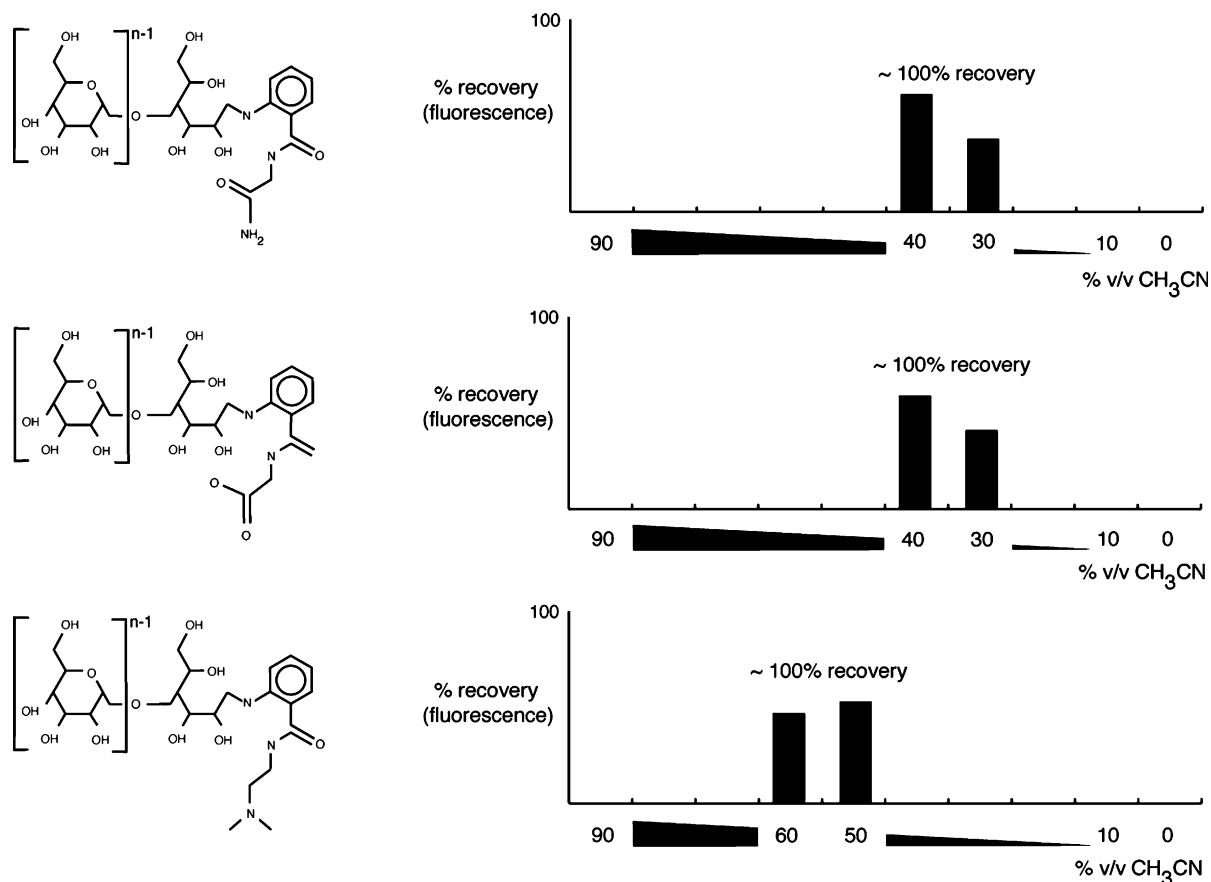 OH n-1 OH
O OH
O N
OH
OH OH OH OH N O
O
NH2
% recovery
(fluorescence)
100
~ 100% recovery
90 40 30 10 0
% v/v CH3CN
OH n-1 OH
O OH
O N
OH
OH OH OH OH N
O
O
% recovery
(fluorescence)
100
~ 100% recovery
90 40 30 10 0
% v/v CH3CN
OH n-1 OH
O OH
O N
OH
OH OH OH OH N O
N
% recovery
(fluorescence)
100
~ 100% recovery
90 60 50 10 0
% v/v CH3CN